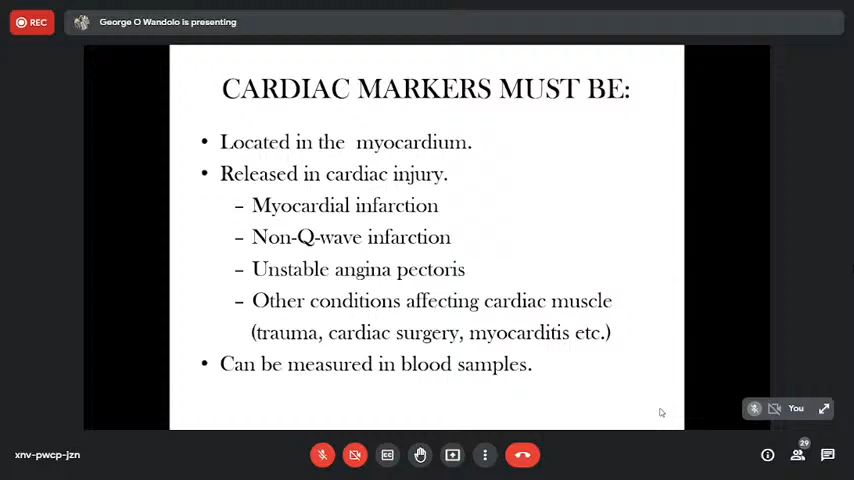 REC
George O Wandolo is presenting
CARDIAC MARKERS MUST BE:
• Located in the myocardium.
• Released in cardiac injury.
– Myocardial infarction
– Non-Q-wave infarction
– Unstable angina pectoris
– Other conditions affecting cardiac muscle
(trauma, cardiac surgery, myocarditis etc.)
• Can be measured in blood samples.
You
xnv-pwcp-jzn
29